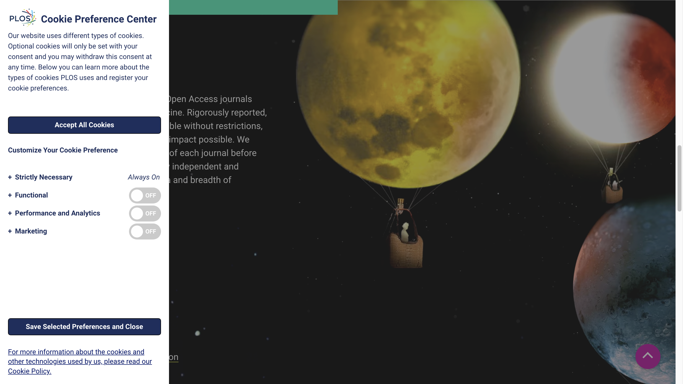 PLOS Cookie Preference Center
Our website uses different types of cookies.
Optional cookies will only be set with your
consent and you may withdraw this consent at
any time. Below you can learn more about the
types of cookies PLOS uses and register your
cookie preferences.
Accept All Cookies
Customize Your Cookie Preference
+ Strictly Necessary Always On
+ Functional OFF
+ Performance and Analytics OFF
+ Marketing OFF
Save Selected Preferences and Close
For more information about the cookies and
other technologies used by us, please read our
Cookie Policy.
Open Access journals
cine. Rigorously reported,
ble without restrictions,
impact possible. We
of each journal before
independent and
and breadth of
on